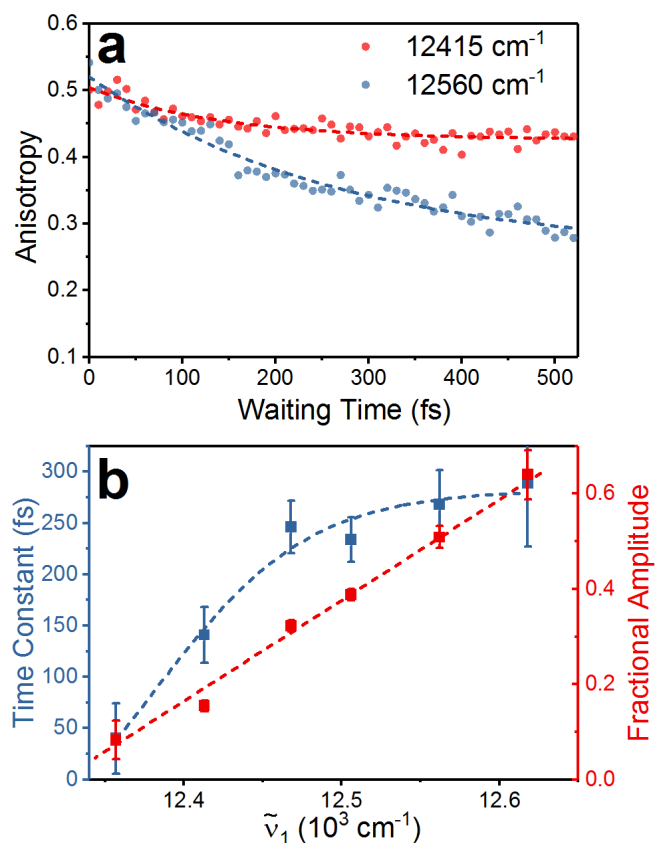 a
12415 cm⁻¹
12560 cm⁻¹
Anisotropy
0.6
0.5
0.4
0.3
0.2
0.1
0 100 200 300 400 500
Waiting Time (fs)
b
Time Constant (fs)
300
250
200
150
100
50
0
0.6
0.4
0.2
0.0
Fractional Amplitude
12.4 12.5 12.6
ν̃₁ (10³ cm⁻¹)